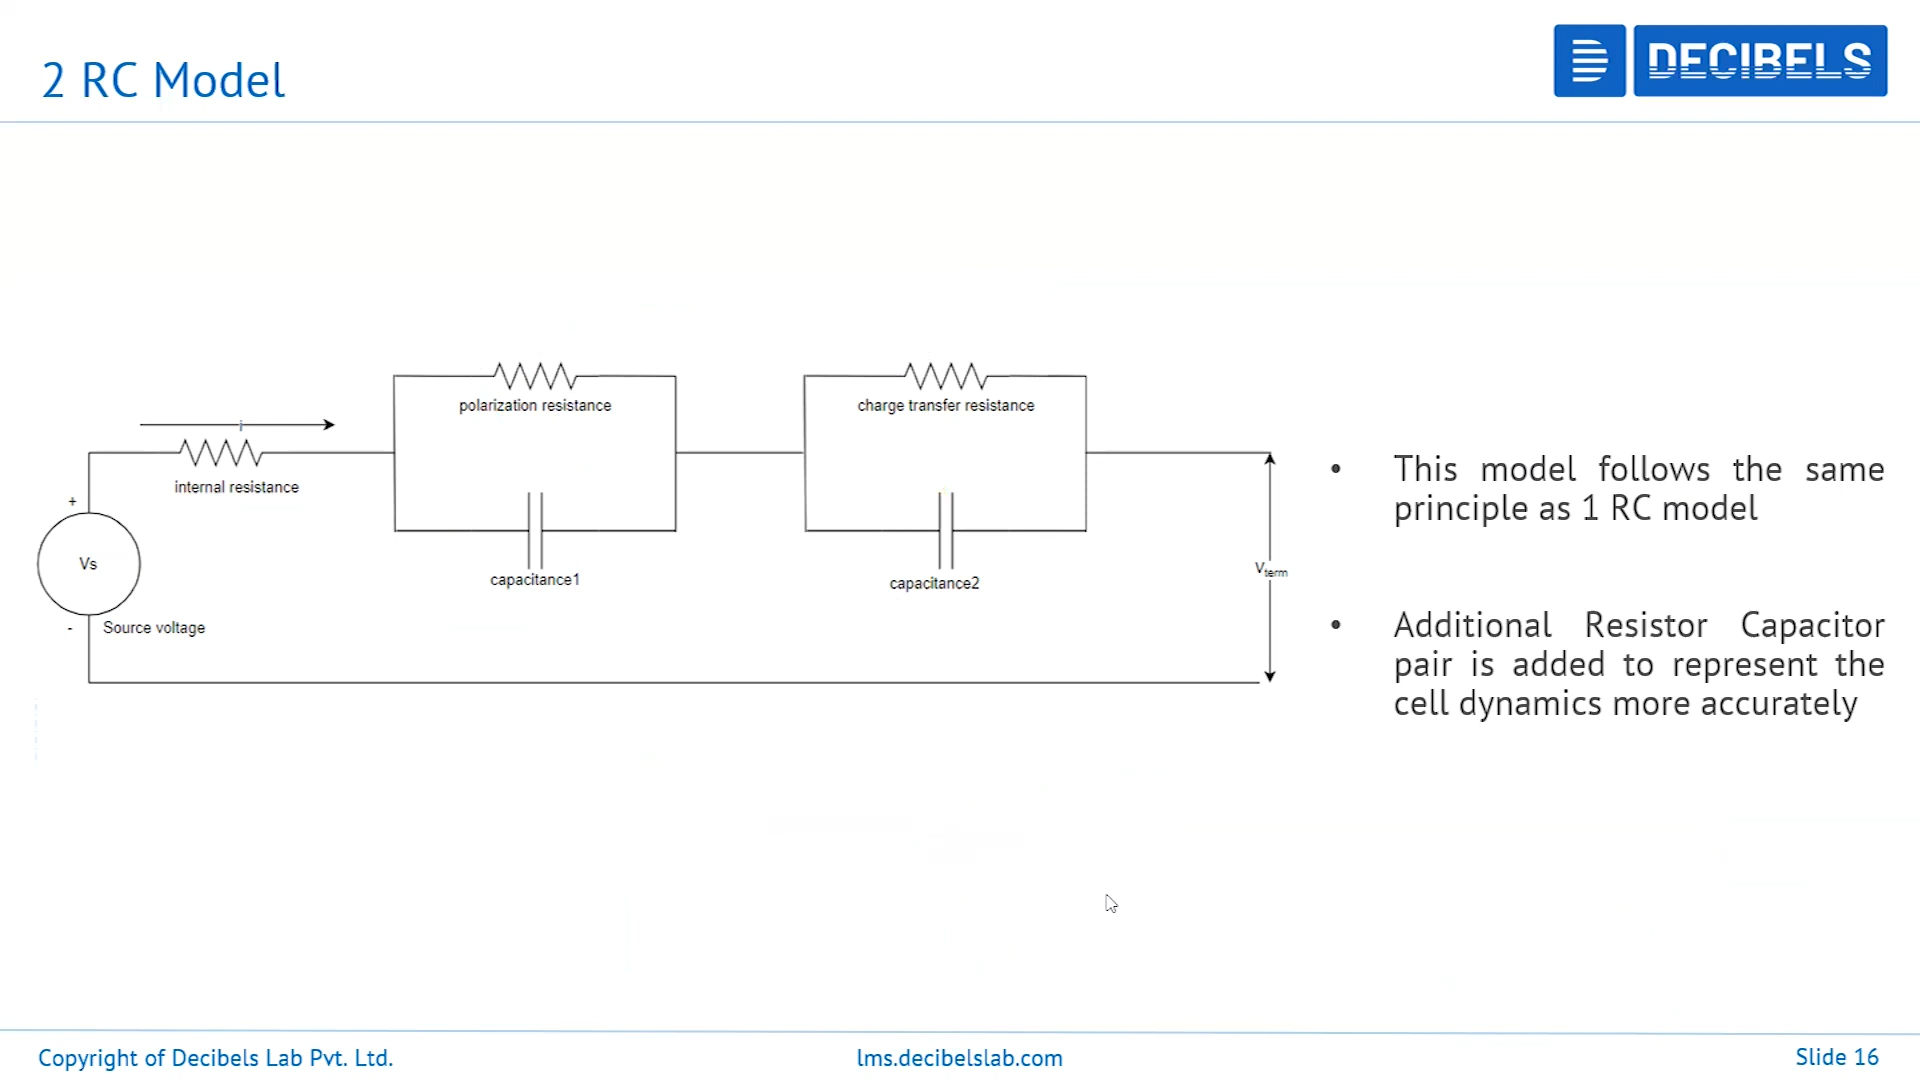 2 RC Model
DECIBELS
polarization resistance
charge transfer resistance
i
internal resistance
+
Vs
-
Source voltage
capacitance1
capacitance2
Vterm
• This model follows the same
principle as 1 RC model
• Additional Resistor Capacitor
pair is added to represent the
cell dynamics more accurately
Copyright of Decibels Lab Pvt. Ltd.
lms.decibelslab.com
Slide 16